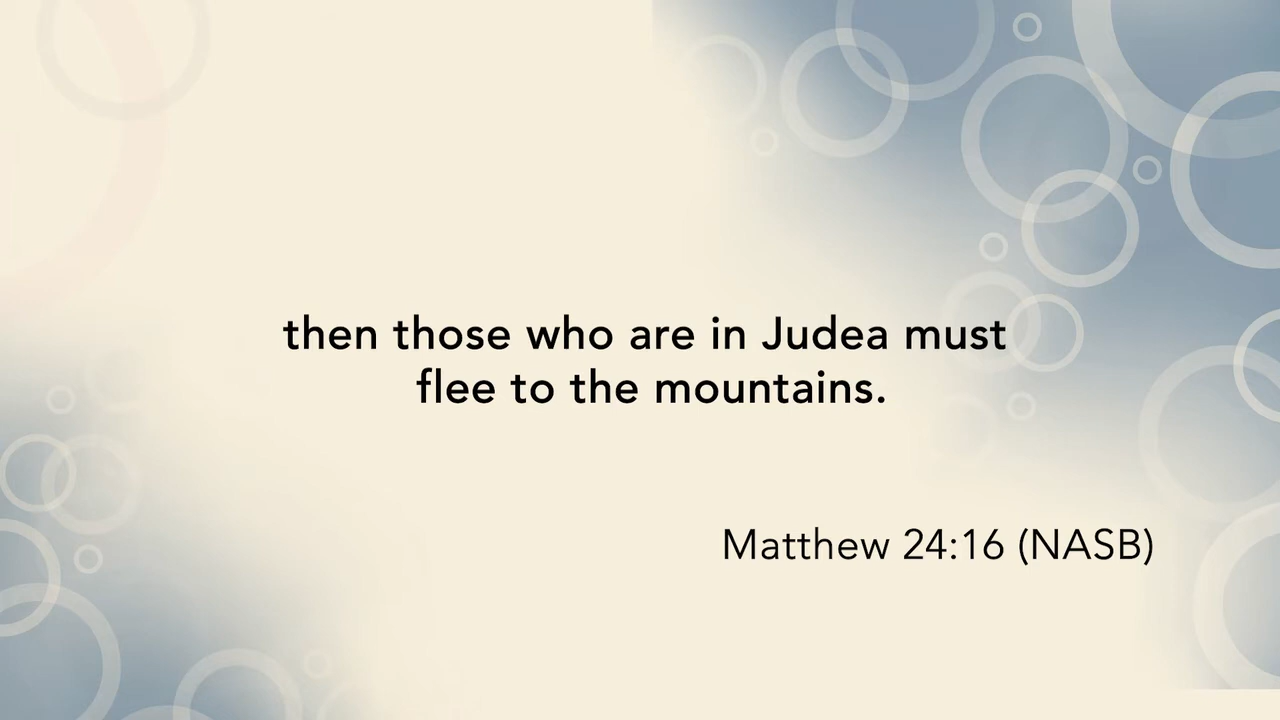 then those who are in Judea must
flee to the mountains.
Matthew 24:16 (NASB)